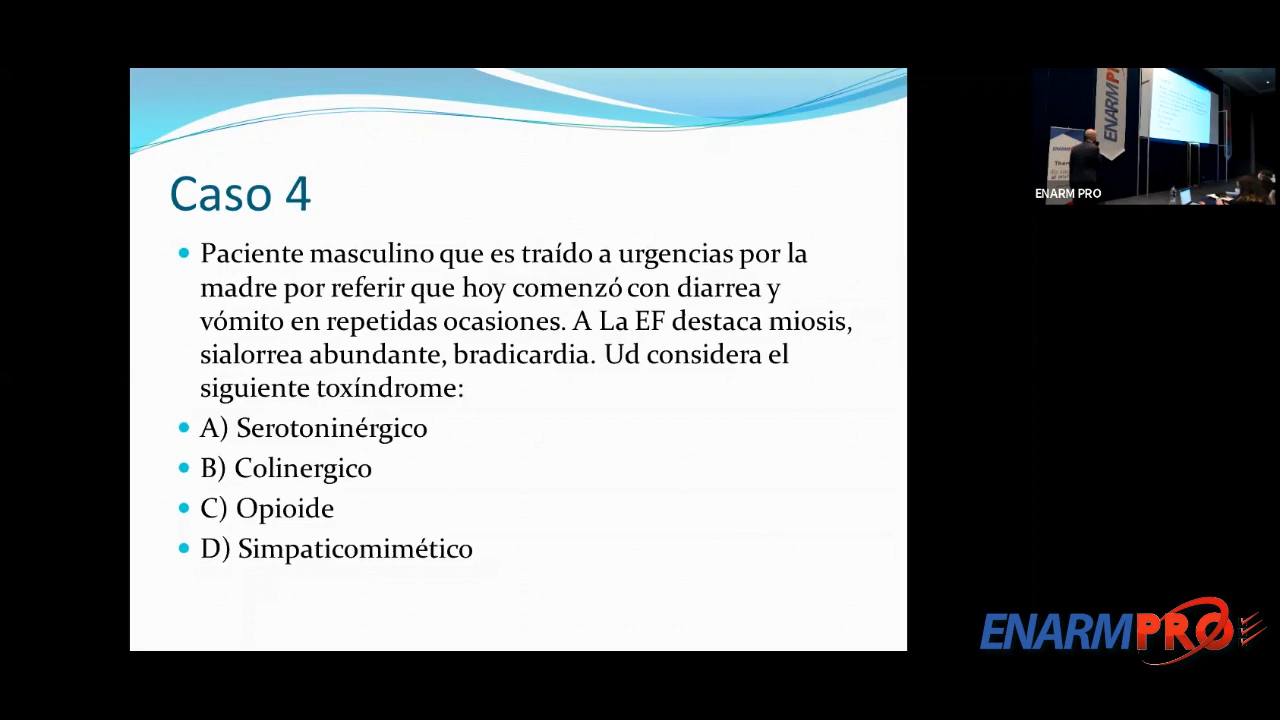 Caso 4
Paciente masculino que es traído a urgencias por la
madre por referir que hoy comenzó con diarrea y
vómito en repetidas ocasiones. A La EF destaca miosis,
sialorrea abundante, bradicardia. Ud considera el
siguiente toxíndrome:
A) Serotoninérgico
B) Colinergico
C) Opioide
D) Simpaticomimético
ENARMPR
ENARM PRO
ENARMPRO